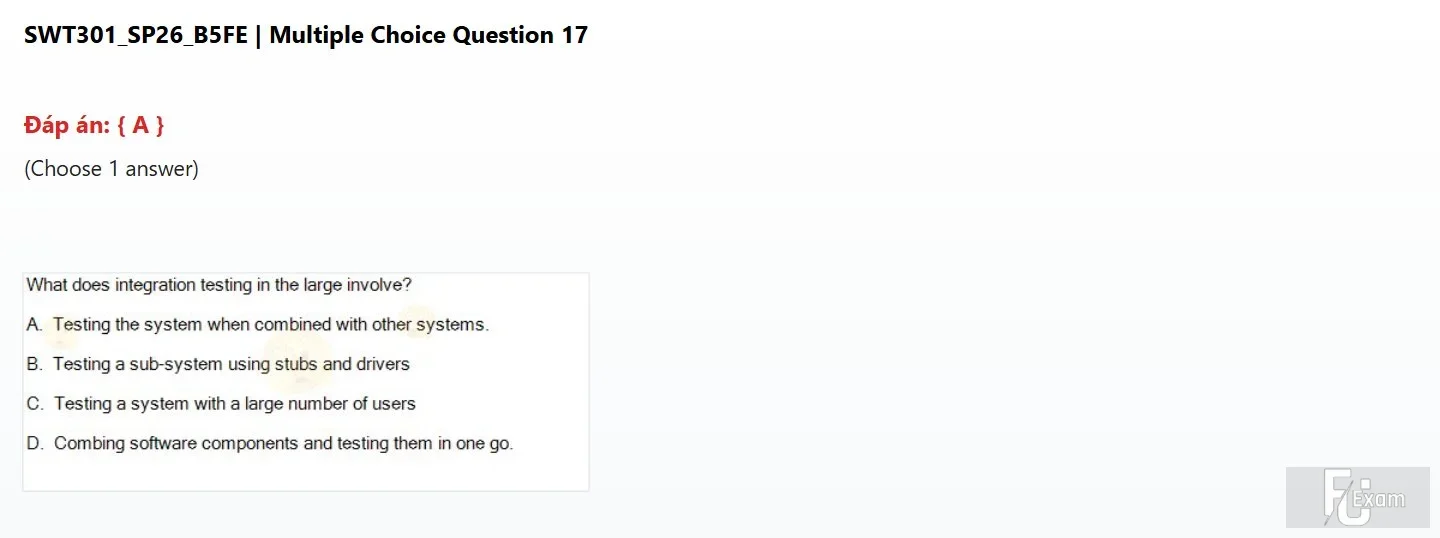 SWT301_SP26_B5FE | Multiple Choice Question 17
Đáp án: { A }
(Choose 1 answer)
What does integration testing in the large involve?
A. Testing the system when combined with other systems.
B. Testing a sub-system using stubs and drivers
C. Testing a system with a large number of users
D. Combing software components and testing them in one go.
FU Exam